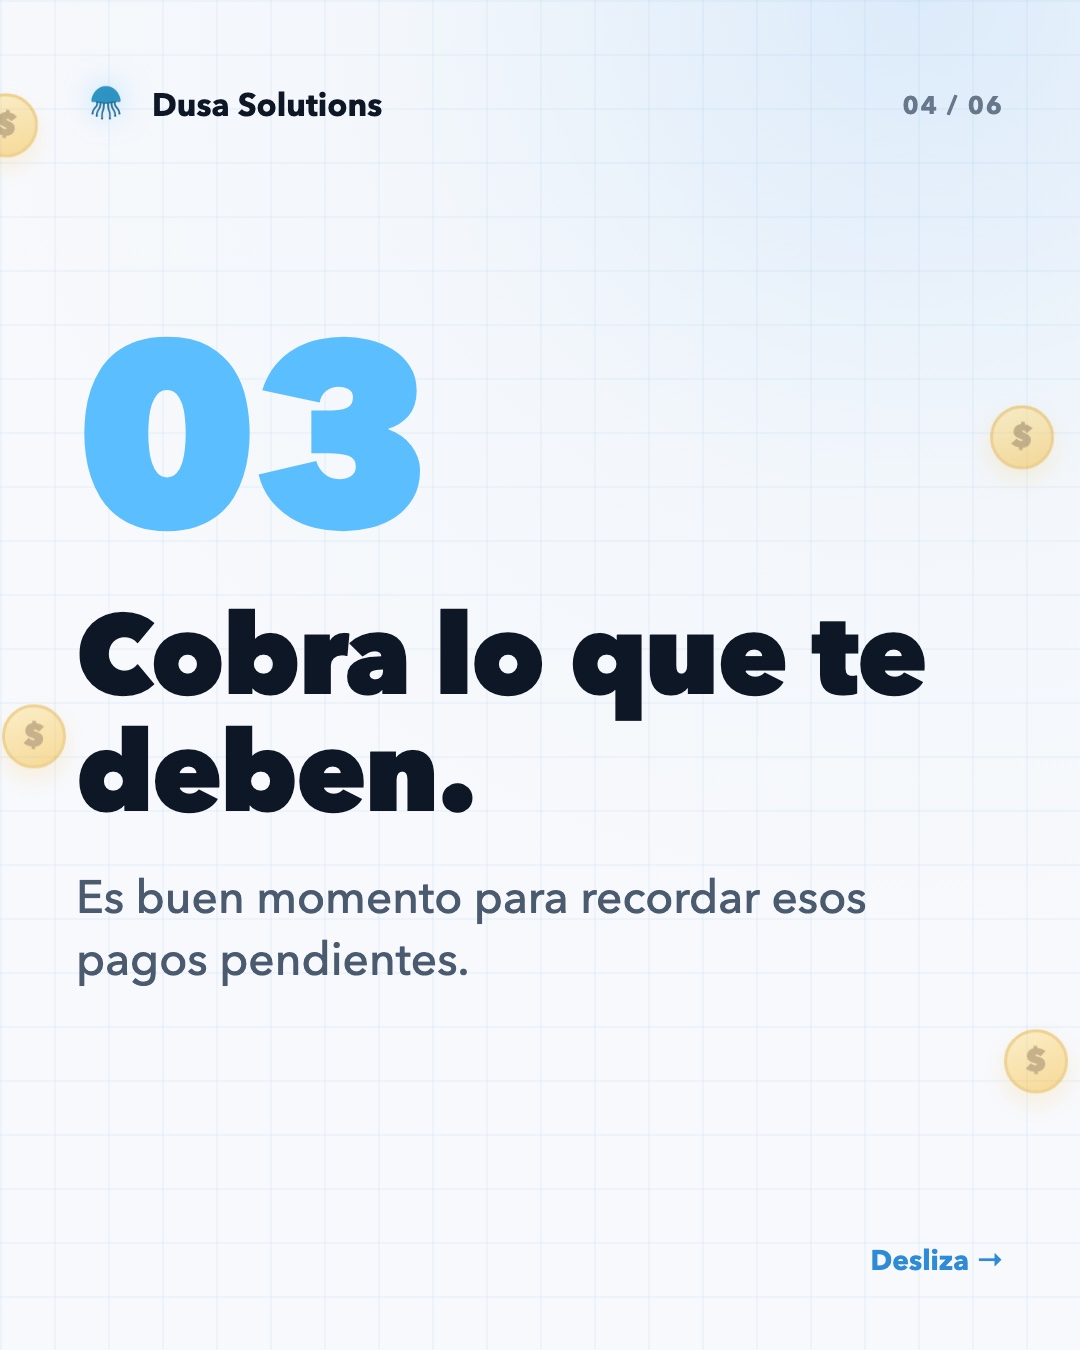 Dusa Solutions
04 / 06
03
Cobra lo que te
deben.
Es buen momento para recordar esos
pagos pendientes.
$
$
$
$
Desliza →